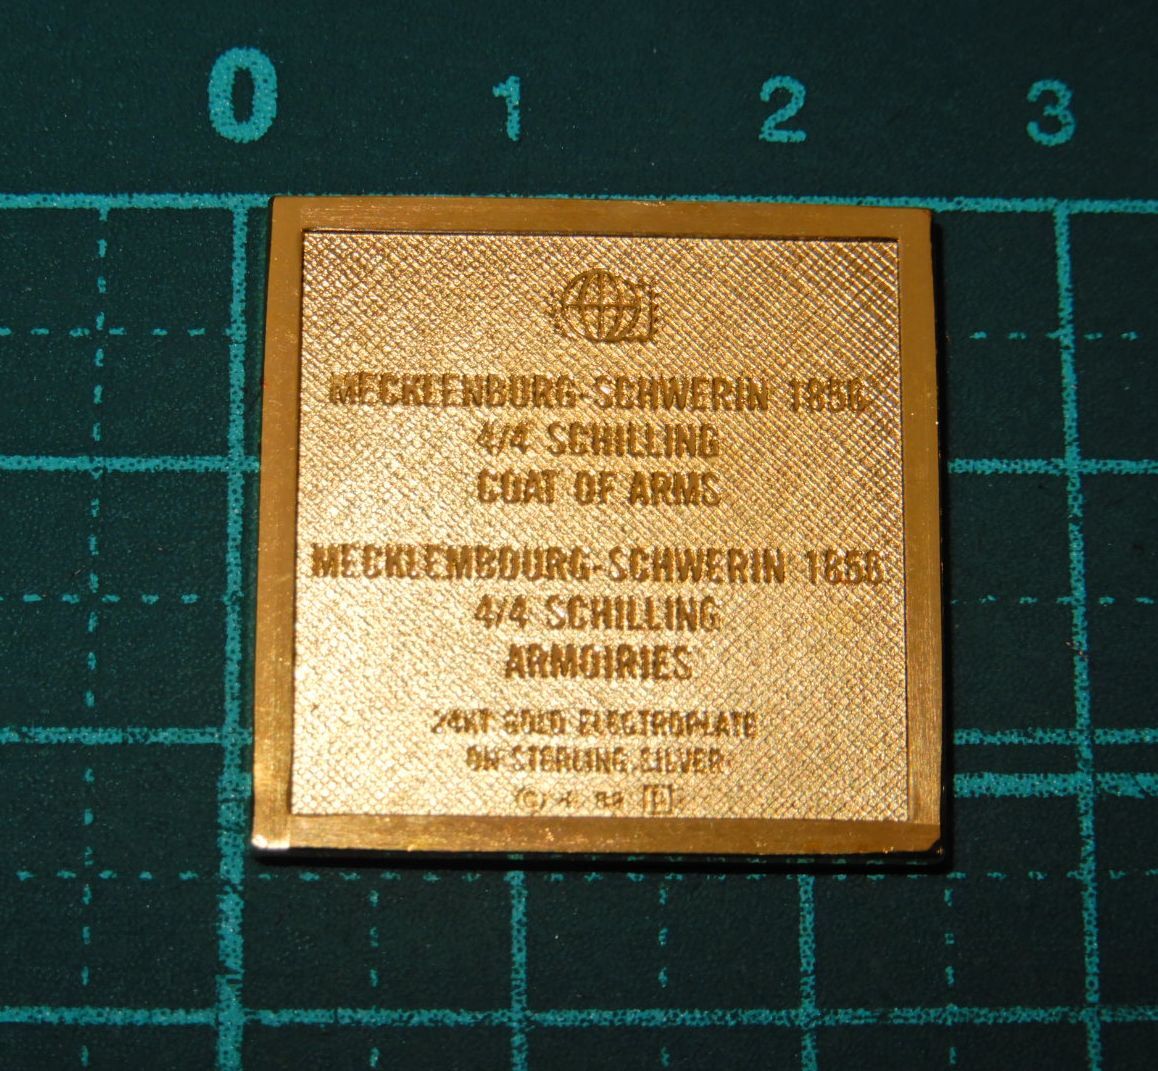 0 1 2 3
MECKLENBURG-SCHWERIN 1856
4/4 SCHILLING
COAT OF ARMS
MECKLEMBOURG-SCHWERIN 1856
4/4 SCHILLING
ARMOIRIES
24KT GOLD ELECTROPLATE
ON STERLING SILVER